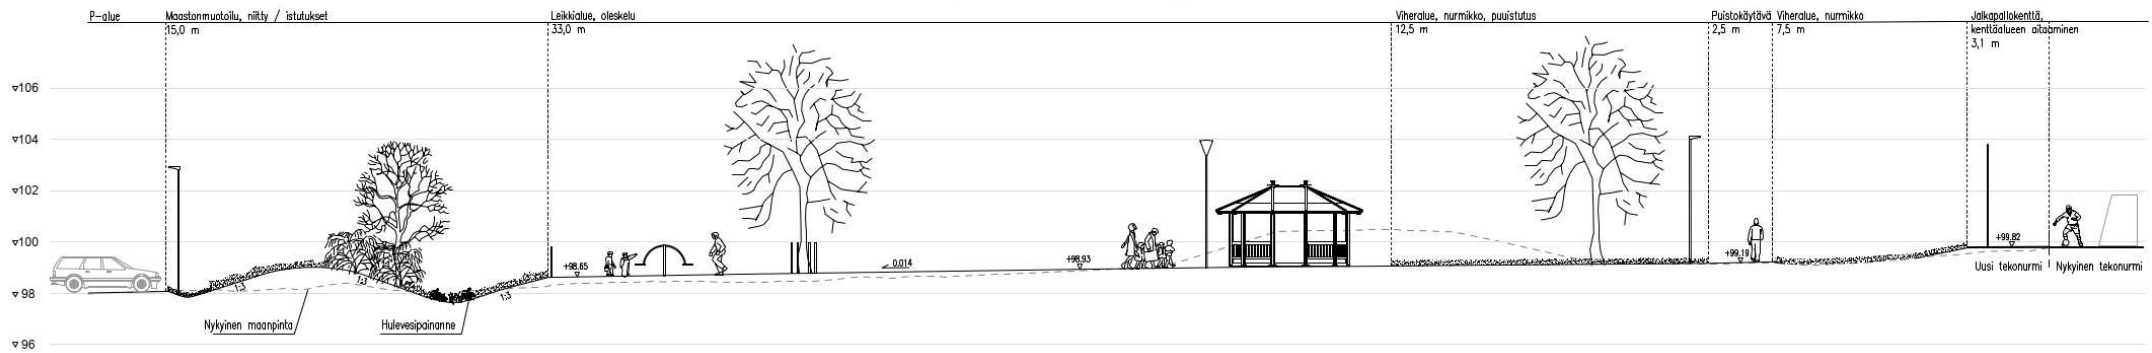 P-alue
Maastonmuotoilu, niitty / istutukset
15,0 m
Leikkialue, oleskelu
33,0 m
Viheralue, nurmikko, puuistutus
12,5 m
Puistokäytävä
2,5 m
Viheralue, nurmikko
7,5 m
Jalkapallokenttä,
kenttäalueen aitaaminen
3,1 m
106
104
102
100
98
96
1:3
1:3
1:3
+98,65
0.014
+98,93
+99,19
+99,82
Uusi tekonurmi
Nykyinen tekonurmi
Nykyinen maanpinta
Hulevesipainanne